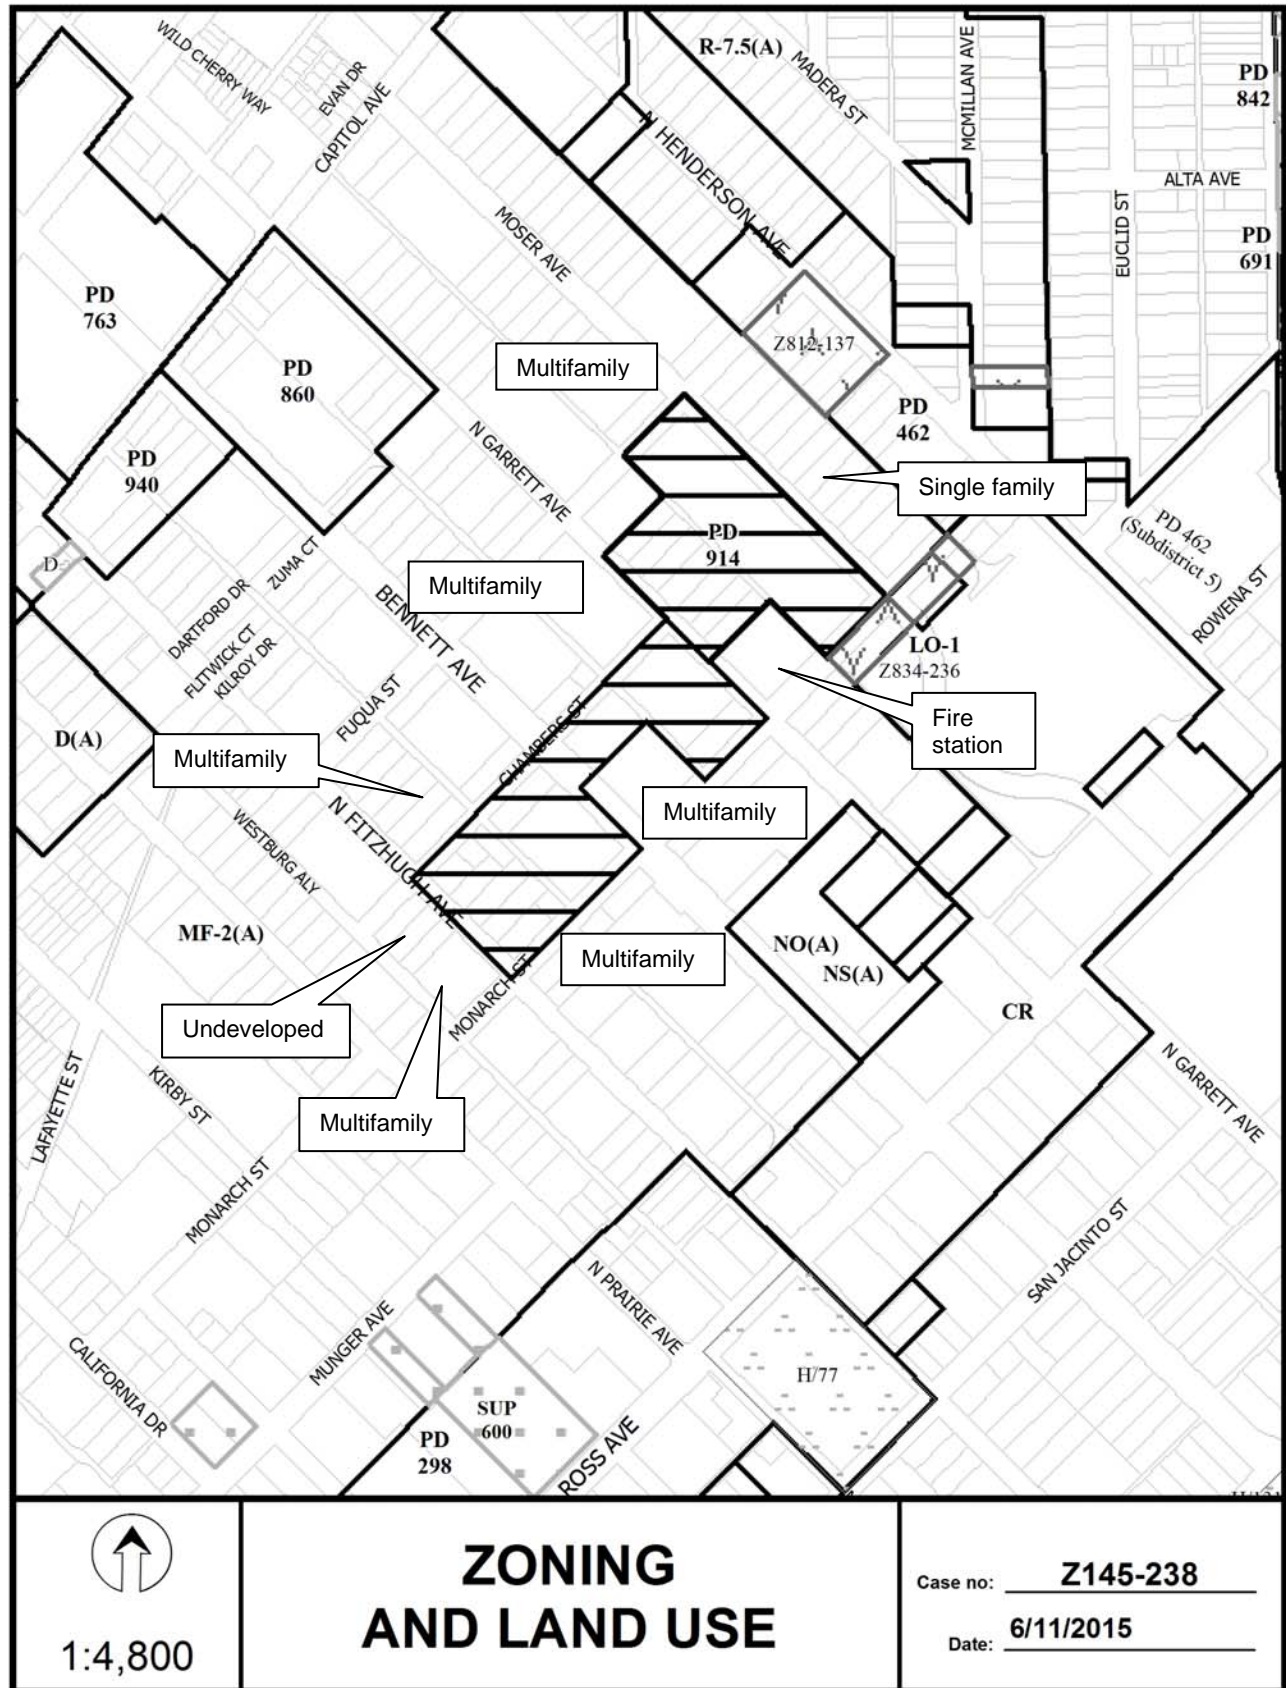 WILD CHERRY WAY
EVAN DR
CAPITOL AVE
R-7.5(A)
MADERA ST
MCMILLAN AVE
PD
842
N HENDERSON AVE
ALTA AVE
EUCLID ST
MOSER AVE
PD
691
PD
763
Z812-137
Multifamily
PD
860
PD
462
N GARRETT AVE
PD
940
Single family
PD 462
(Subdistrict 5)
PD
914
D
ZUMA CT
Multifamily
ROWENA ST
DARTFORD DR
BENNETT AVE
FLITWICK CT
KILROY DR
LO-1
Z834-236
FUQUA ST
CHAMBERS ST
Fire
station
D(A)
Multifamily
Multifamily
N FITZHUGH AVE
WESTBURG ALY
MF-2(A)
NO(A)
NS(A)
Multifamily
MONARCH ST
CR
Undeveloped
N GARRETT AVE
KIRBY ST
LAFAYETTE ST
Multifamily
MONARCH ST
SAN JACINTO ST
N PRAIRIE AVE
MUNGER AVE
CALIFORNIA DR
H/77
SUP
600
PD
298
ROSS AVE
1:4,800
ZONING
AND LAND USE
Case no: Z145-238
Date: 6/11/2015